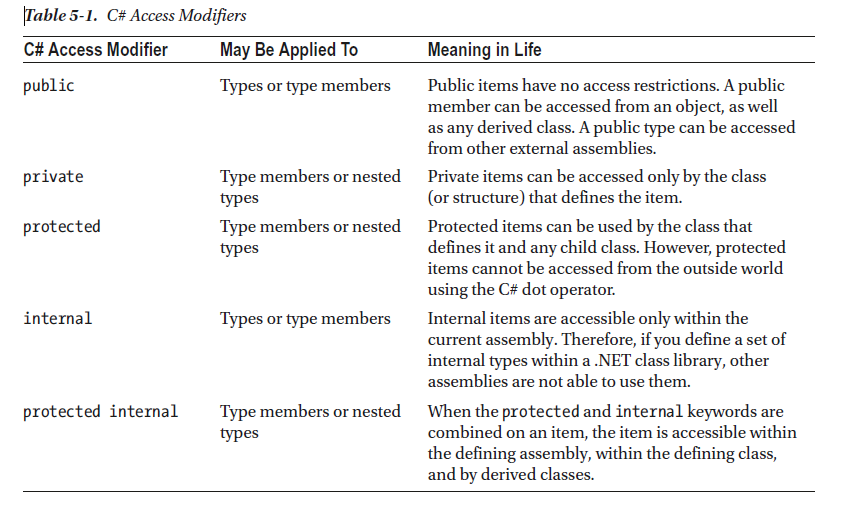 Table 5-1. C# Access Modifiers
C# Access Modifier May Be Applied To Meaning in Life
public Types or type members Public items have no access restrictions. A public
member can be accessed from an object, as well
as any derived class. A public type can be accessed
from other external assemblies.
private Type members or nested Private items can be accessed only by the class
types (or structure) that defines the item.
protected Type members or nested Protected items can be used by the class that
types defines it and any child class. However, protected
items cannot be accessed from the outside world
using the C# dot operator.
internal Types or type members Internal items are accessible only within the
current assembly. Therefore, if you define a set of
internal types within a .NET class library, other
assemblies are not able to use them.
protected internal Type members or nested When the protected and internal keywords are
types combined on an item, the item is accessible within
the defining assembly, within the defining class,
and by derived classes.